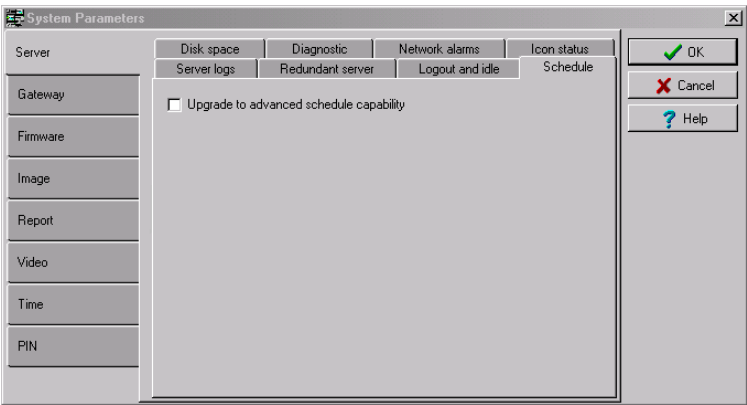 System Parameters
Server
Gateway
Firmware
Image
Report
Video
Time
PIN
Disk space Diagnostic Network alarms Icon status
Server logs Redundant server Logout and idle Schedule
Upgrade to advanced schedule capability
OK
Cancel
? Help